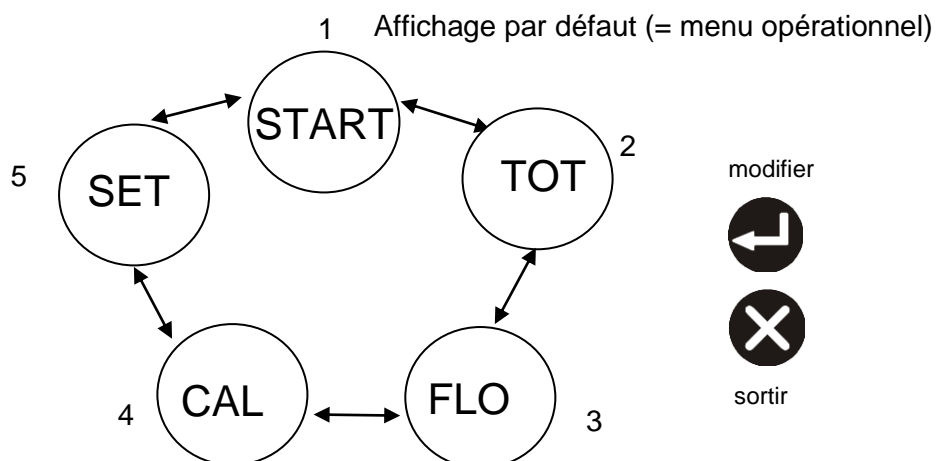 1 Affichage par défaut (= menu opérationnel)
START
2
TOT
5
SET
modifier
CAL
FLO
sortir
4
3